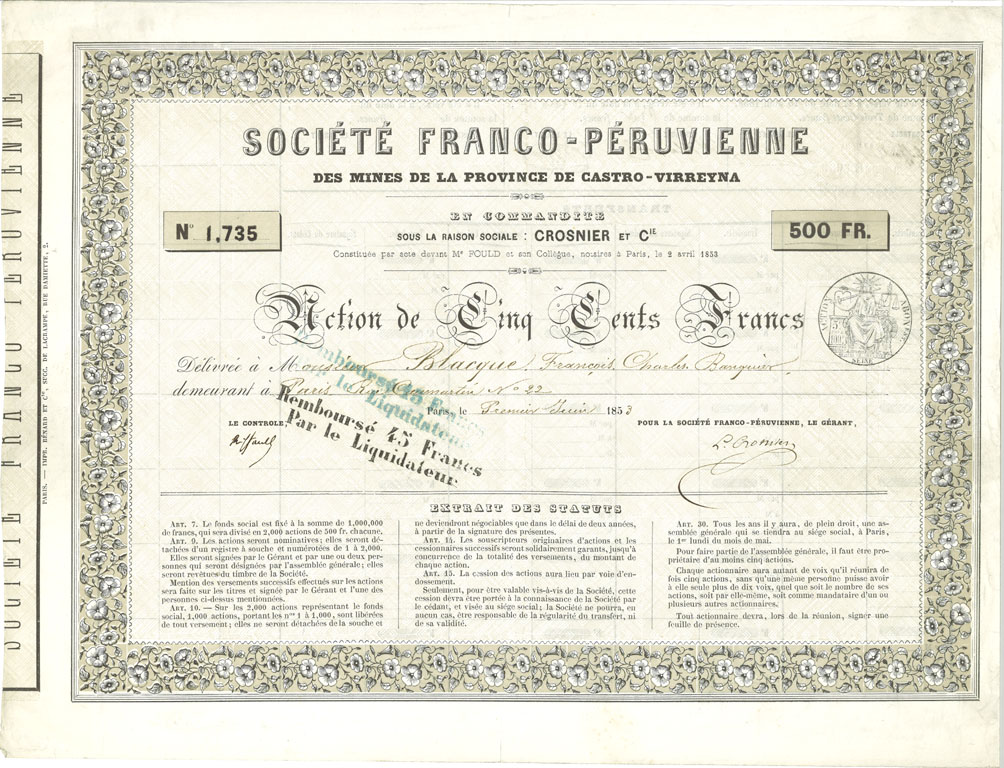 SOCIÉTÉ FRANCO-PÉRUVIENNE
DES MINES DE LA PROVINCE DE CASTRO-VIRREYNA
EN COMMANDITE
Nº 1,735
SOUS LA RAISON SOCIALE : CROSNIER ET CIE
500 FR.
Constituée par acte devant Me FOULD et son Collègue, notaires à Paris, le 2 avril 1853
Action de Cinq Cents Francs
Délivrée à Monsieur Blacque, François, Charles Banquier
demeurant à Paris Rue Caumartin Nº 22
Paris, le Premier Juin 1853
LE CONTROLE,
POUR LA SOCIÉTÉ FRANCO-PÉRUVIENNE, LE GÉRANT,
L. Crosnier
Remboursé 45 Francs
Par le Liquidateur
EXTRAIT DES STATUTS
ART. 7. Le fonds social est fixé à la somme de 1,000,000
de francs, qui sera divisé en 2,000 actions de 500 fr. chacune.
ART. 9. Les actions seront nominatives; elles seront dé-
tachées d'un registre à souche et numérotées de 1 à 2,000.
Elles seront signées par le Gérant et par une ou deux per-
sonnes qui seront désignées par l'assemblée générale; elles
seront revêtues du timbre de la Société.
Mention des versements successifs effectués sur les actions
sera faite sur les titres et signée par le Gérant et l'une des
personnes ci-dessus mentionnées.
ART. 10. — Sur les 2,000 actions représentant le fonds
social, 1,000 actions, portant les nos 1 à 1,000, sont libérées
de tout versement; elles ne seront détachées de la souche et
ne deviendront négociables que dans le délai de deux années,
à partir de la signature des présentes.
ART. 14. Les souscripteurs originaires d'actions et les
cessionnaires successifs seront solidairement garants, jusqu'à
concurrence de la totalité des versements, du montant de
chaque action.
ART. 15. La cession des actions aura lieu par voie d'en-
dossement.
Seulement, pour être valable vis-à-vis de la Société, cette
cession devra être portée à la connaissance de la Société par
le cédant, et visée au siége social; la Société ne pourra, en
aucun cas, être responsable de la régularité du transfert, ni
de sa validité.
ART. 30. Tous les ans il y aura, de plein droit, une as-
semblée générale qui se tiendra au siége social, à Paris,
le 1er lundi du mois de mai.
Pour faire partie de l'assemblée générale, il faut être pro-
priétaire d'au moins cinq actions.
Chaque actionnaire aura autant de voix qu'il réunira de
fois cinq actions, sans qu'une même personne puisse avoir
à elle seule plus de dix voix, quel que soit le nombre de ses
actions, soit par elle-même, soit comme mandataire d'un ou
plusieurs autres actionnaires.
Tout actionnaire devra, lors de la réunion, signer une
feuille de présence.
PARIS. — IMPR. BÉNARD ET Cie, SUCC. DE LACRAMPE, RUE DAMIETTE, 2.